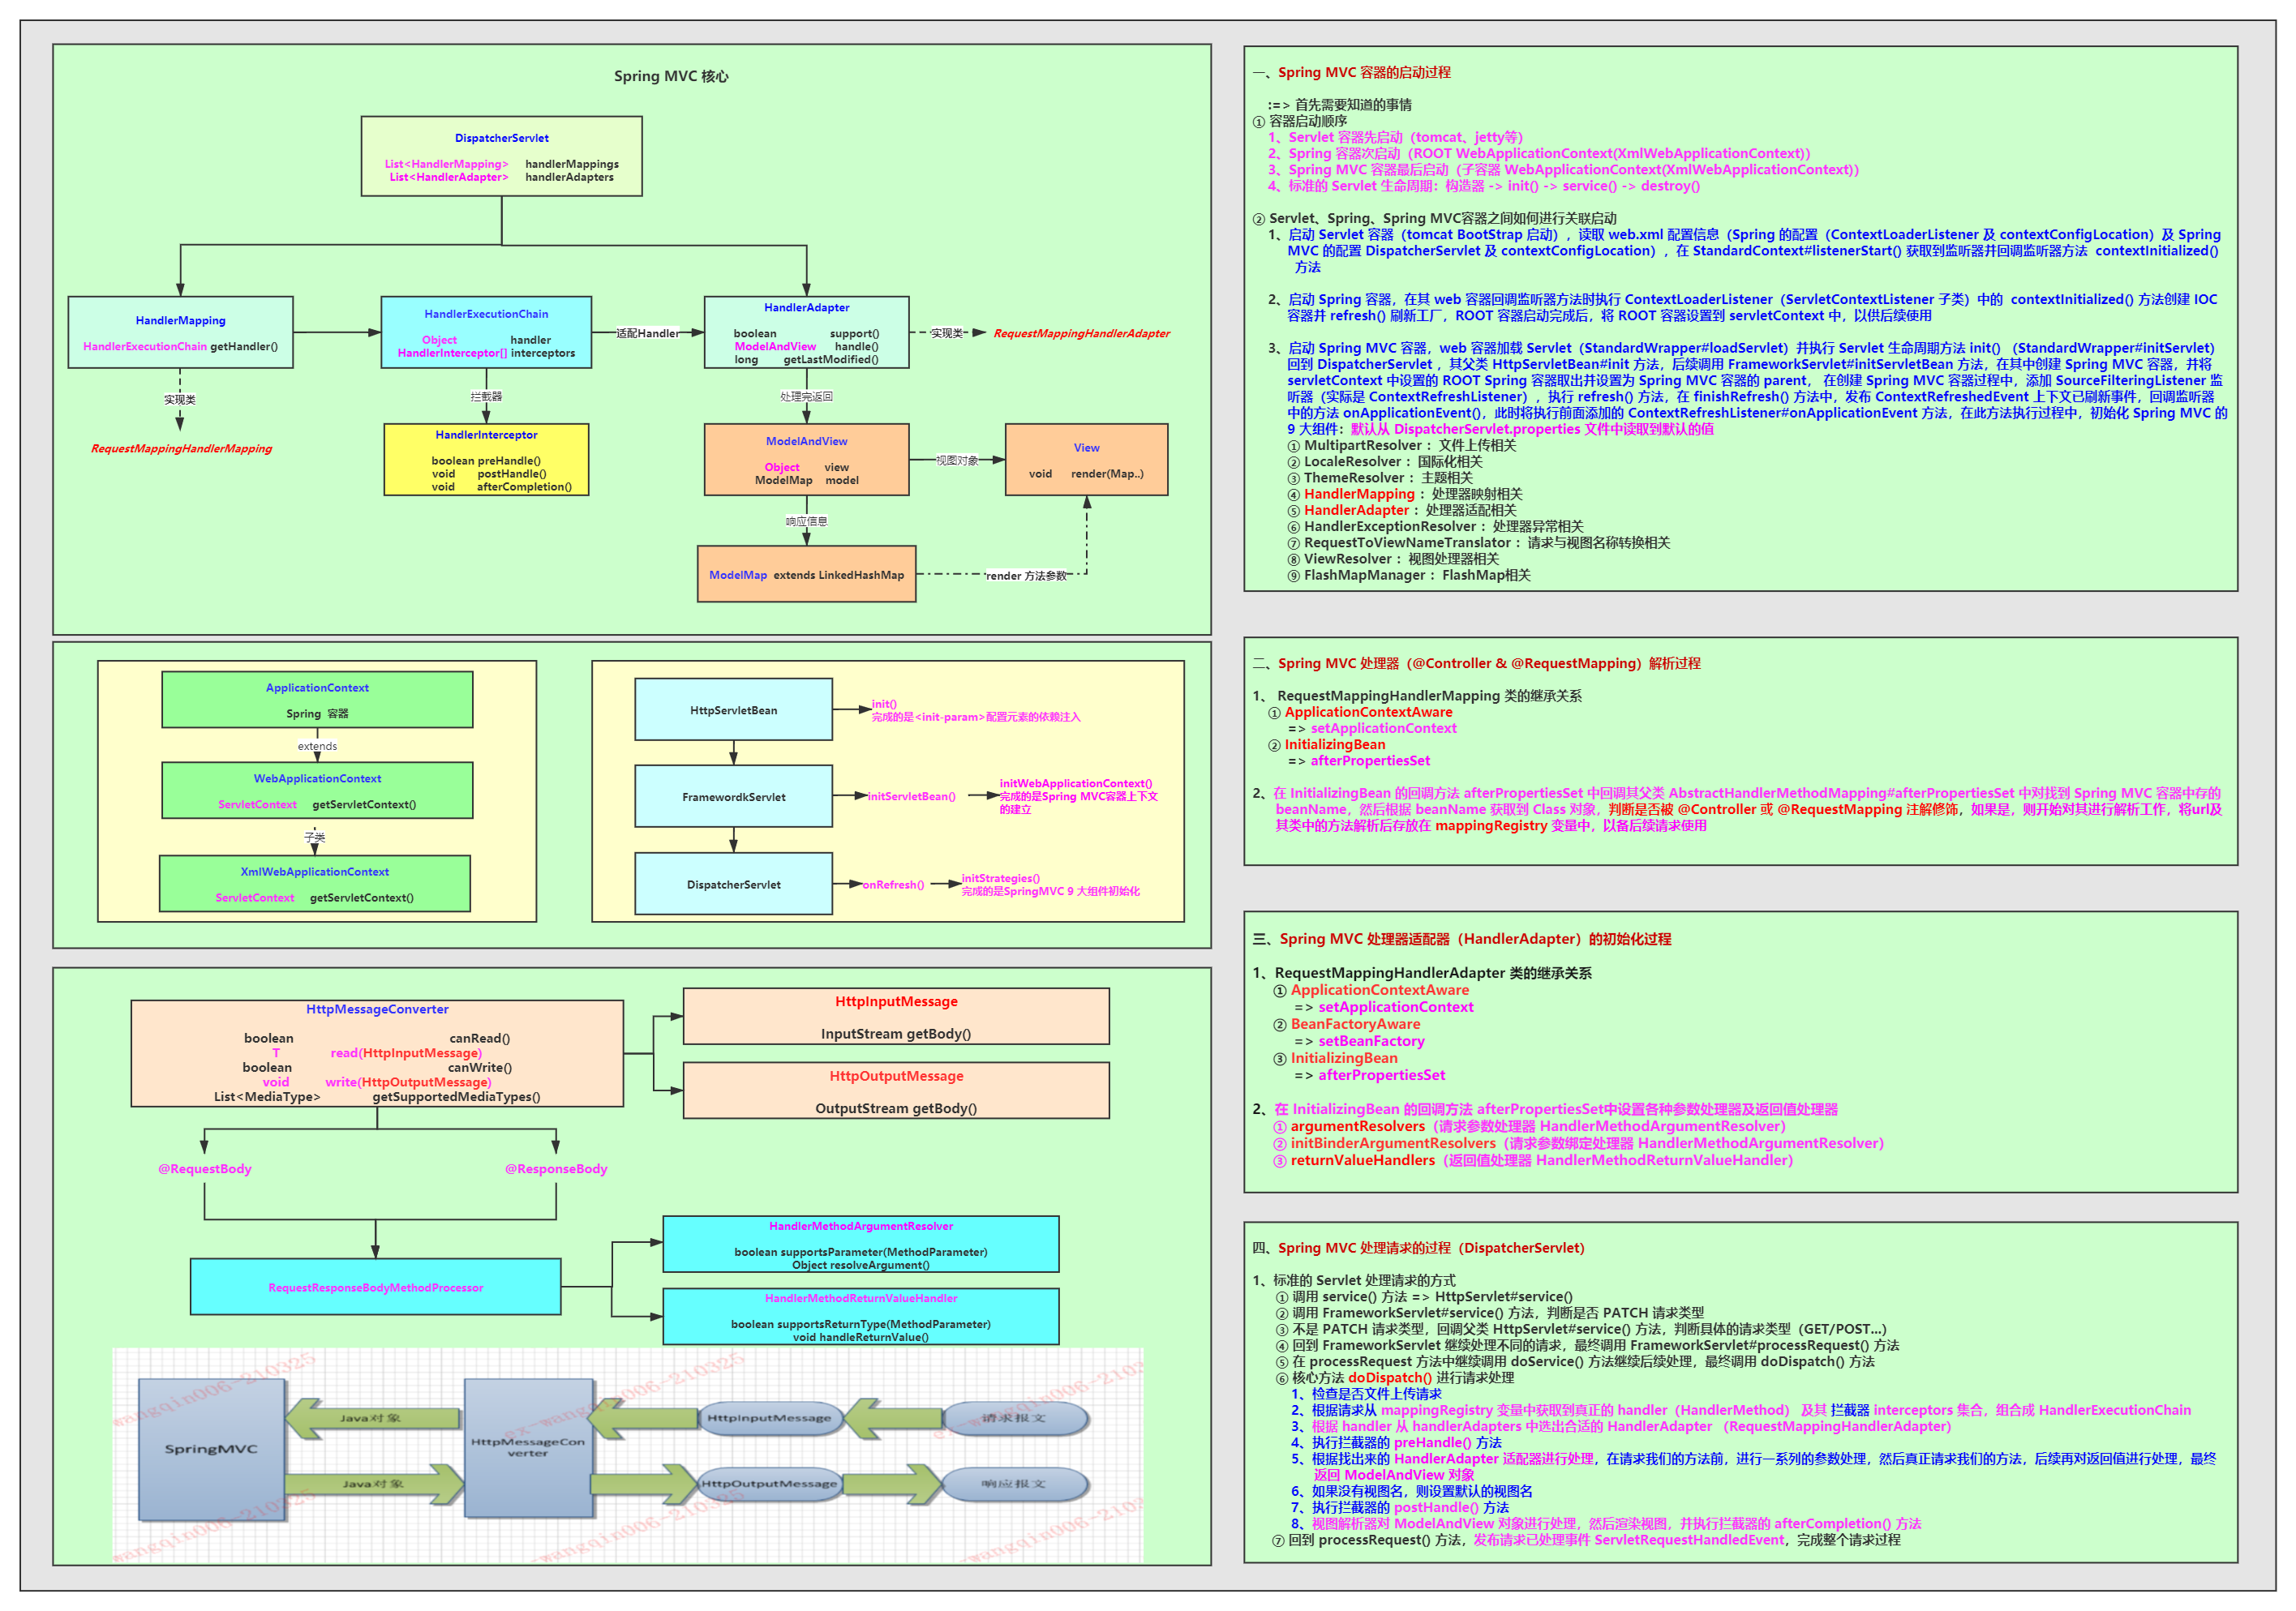 Spring MVC 核心
DispatcherServlet
List<HandlerMapping> handlerMappings
List<HandlerAdapter> handlerAdapters
HandlerMapping
HandlerExecutionChain getHandler()
HandlerExecutionChain
Object handler
HandlerInterceptor[] interceptors
适配Handler
HandlerAdapter
boolean support()
ModelAndView handle()
long getLastModified()
实现类
RequestMappingHandlerAdapter
实现类
RequestMappingHandlerMapping
拦截器
HandlerInterceptor
boolean preHandle()
void postHandle()
void afterCompletion()
处理完返回
ModelAndView
Object view
ModelMap model
视图对象
View
void render(Map..)
响应信息
ModelMap extends LinkedHashMap
render 方法参数
ApplicationContext
Spring 容器
extends
WebApplicationContext
ServletContext getServletContext()
子类
XmlWebApplicationContext
ServletContext getServletContext()
HttpServletBean
init()
完成的是<init-param>配置元素的依赖注入
FramewordkServlet
initServletBean()
initWebApplicationContext()
完成的是Spring MVC容器上下文
的建立
DispatcherServlet
onRefresh()
initStrategies()
完成的是SpringMVC 9 大组件初始化
HttpMessageConverter
boolean canRead()
T read(HttpInputMessage)
boolean canWrite()
void write(HttpOutputMessage)
List<MediaType> getSupportedMediaTypes()
HttpInputMessage
InputStream getBody()
HttpOutputMessage
OutputStream getBody()
@RequestBody
@ResponseBody
RequestResponseBodyMethodProcessor
HandlerMethodArgumentResolver
boolean supportsParameter(MethodParameter)
Object resolveArgument()
HandlerMethodReturnValueHandler
boolean supportsReturnType(MethodParameter)
void handleReturnValue()
SpringMVC
Java对象
Java对象
HttpMessageCon
verter
HttpInputMessage
请求报文
HttpOutputMessage
响应报文
一、Spring MVC 容器的启动过程
:=> 首先需要知道的事情
① 容器启动顺序
1、Servlet 容器先启动（tomcat、jetty等）
2、Spring 容器次启动（ROOT WebApplicationContext(XmlWebApplicationContext)）
3、Spring MVC 容器最后启动（子容器 WebApplicationContext(XmlWebApplicationContext)）
4、标准的 Servlet 生命周期：构造器 -> init() -> service() -> destroy()
② Servlet、Spring、Spring MVC容器之间如何进行关联启动
1、启动 Servlet 容器（tomcat BootStrap 启动），读取 web.xml 配置信息（Spring 的配置（ContextLoaderListener 及 contextConfigLocation）及 Spring
MVC 的配置 DispatcherServlet 及 contextConfigLocation），在 StandardContext#listenerStart() 获取到监听器并回调监听器方法 contextInitialized()
方法
2、启动 Spring 容器，在其 web 容器回调监听器方法时执行 ContextLoaderListener（ServletContextListener 子类）中的 contextInitialized() 方法创建 IOC
容器并 refresh() 刷新工厂，ROOT 容器启动完成后，将 ROOT 容器设置到 servletContext 中，以供后续使用
3、启动 Spring MVC 容器，web 容器加载 Servlet（StandardWrapper#loadServlet）并执行 Servlet 生命周期方法 init() （StandardWrapper#initServlet）
回到 DispatcherServlet ，其父类 HttpServletBean#init 方法，后续调用 FrameworkServlet#initServletBean 方法，在其中创建 Spring MVC 容器，并将
servletContext 中设置的 ROOT Spring 容器取出并设置为 Spring MVC 容器的 parent， 在创建 Spring MVC 容器过程中，添加 SourceFilteringListener 监
听器（实际是 ContextRefreshListener），执行 refresh() 方法，在 finishRefresh() 方法中，发布 ContextRefreshedEvent 上下文已刷新事件，回调监听器
中的方法 onApplicationEvent()，此时将执行前面添加的 ContextRefreshListener#onApplicationEvent 方法，在此方法执行过程中，初始化 Spring MVC 的
9 大组件：默认从 DispatcherServlet.properties 文件中读取到默认的值
① MultipartResolver ：文件上传相关
② LocaleResolver ：国际化相关
③ ThemeResolver ：主题相关
④ HandlerMapping ：处理器映射相关
⑤ HandlerAdapter ：处理器适配相关
⑥ HandlerExceptionResolver ：处理器异常相关
⑦ RequestToViewNameTranslator ：请求与视图名称转换相关
⑧ ViewResolver ：视图处理器相关
⑨ FlashMapManager ：FlashMap相关
二、Spring MVC 处理器（@Controller & @RequestMapping）解析过程
1、 RequestMappingHandlerMapping 类的继承关系
① ApplicationContextAware
=> setApplicationContext
② InitializingBean
=> afterPropertiesSet
2、在 InitializingBean 的回调方法 afterPropertiesSet 中回调其父类 AbstractHandlerMethodMapping#afterPropertiesSet 中对找到 Spring MVC 容器中存的
beanName，然后根据 beanName 获取到 Class 对象，判断是否被 @Controller 或 @RequestMapping 注解修饰，如果是，则开始对其进行解析工作，将url及
其类中的方法解析后存放在 mappingRegistry 变量中，以备后续请求使用
三、Spring MVC 处理器适配器（HandlerAdapter）的初始化过程
1、RequestMappingHandlerAdapter 类的继承关系
① ApplicationContextAware
=> setApplicationContext
② BeanFactoryAware
=> setBeanFactory
③ InitializingBean
=> afterPropertiesSet
2、在 InitializingBean 的回调方法 afterPropertiesSet中设置各种参数处理器及返回值处理器
① argumentResolvers（请求参数处理器 HandlerMethodArgumentResolver）
② initBinderArgumentResolvers（请求参数绑定处理器 HandlerMethodArgumentResolver）
③ returnValueHandlers（返回值处理器 HandlerMethodReturnValueHandler）
四、Spring MVC 处理请求的过程（DispatcherServlet）
1、标准的 Servlet 处理请求的方式
① 调用 service() 方法 => HttpServlet#service()
② 调用 FrameworkServlet#service() 方法，判断是否 PATCH 请求类型
③ 不是 PATCH 请求类型，回调父类 HttpServlet#service() 方法，判断具体的请求类型（GET/POST...）
④ 回到 FrameworkServlet 继续处理不同的请求，最终调用 FrameworkServlet#processRequest() 方法
⑤ 在 processRequest 方法中继续调用 doService() 方法继续后续处理，最终调用 doDispatch() 方法
⑥ 核心方法 doDispatch() 进行请求处理
1、检查是否文件上传请求
2、根据请求从 mappingRegistry 变量中获取到真正的 handler（HandlerMethod） 及其 拦截器 interceptors 集合，组合成 HandlerExecutionChain
3、根据 handler 从 handlerAdapters 中选出合适的 HandlerAdapter （RequestMappingHandlerAdapter）
4、执行拦截器的 preHandle() 方法
5、根据找出来的 HandlerAdapter 适配器进行处理，在请求我们的方法前，进行一系列的参数处理，然后真正请求我们的方法，后续再对返回值进行处理，最终
返回 ModelAndView 对象
6、如果没有视图名，则设置默认的视图名
7、执行拦截器的 postHandle() 方法
8、视图解析器对 ModelAndView 对象进行处理，然后渲染视图，并执行拦截器的 afterCompletion() 方法
⑦ 回到 processRequest() 方法，发布请求已处理事件 ServletRequestHandledEvent，完成整个请求过程